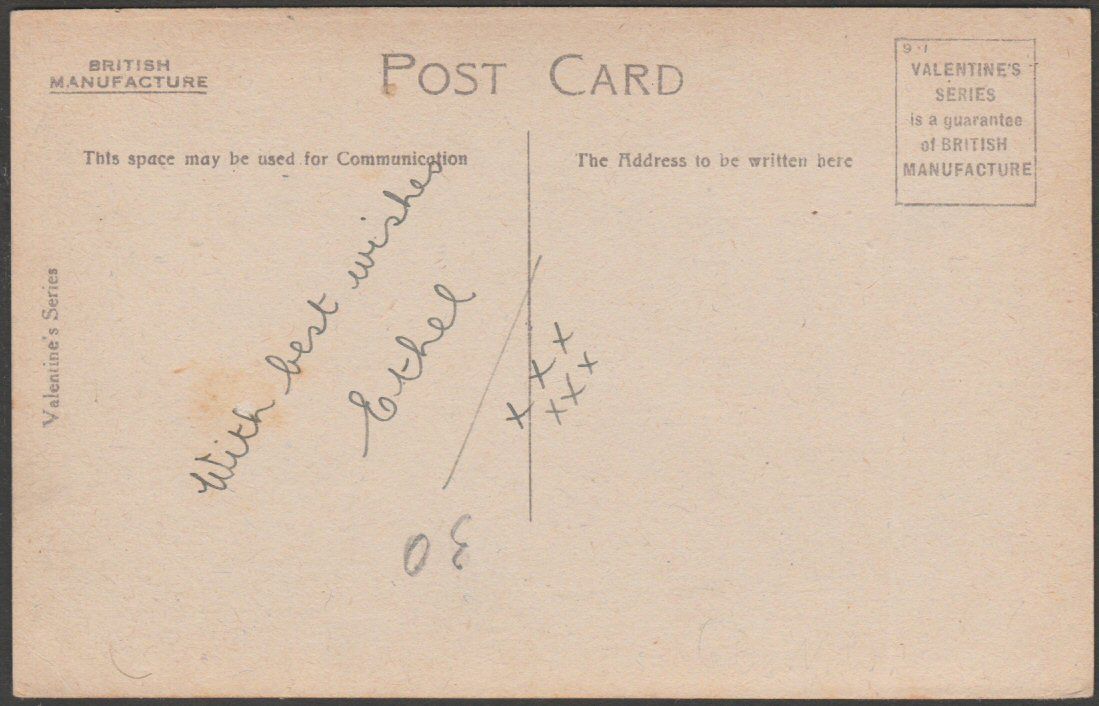 BRITISH
MANUFACTURE
POST CARD
9·1
VALENTINE'S
SERIES
is a guarantee
of BRITISH
MANUFACTURE
This space may be used for Communication
The Address to be written here
Valentine's Series
With best wishes
Ethel
x x x
x x x
30